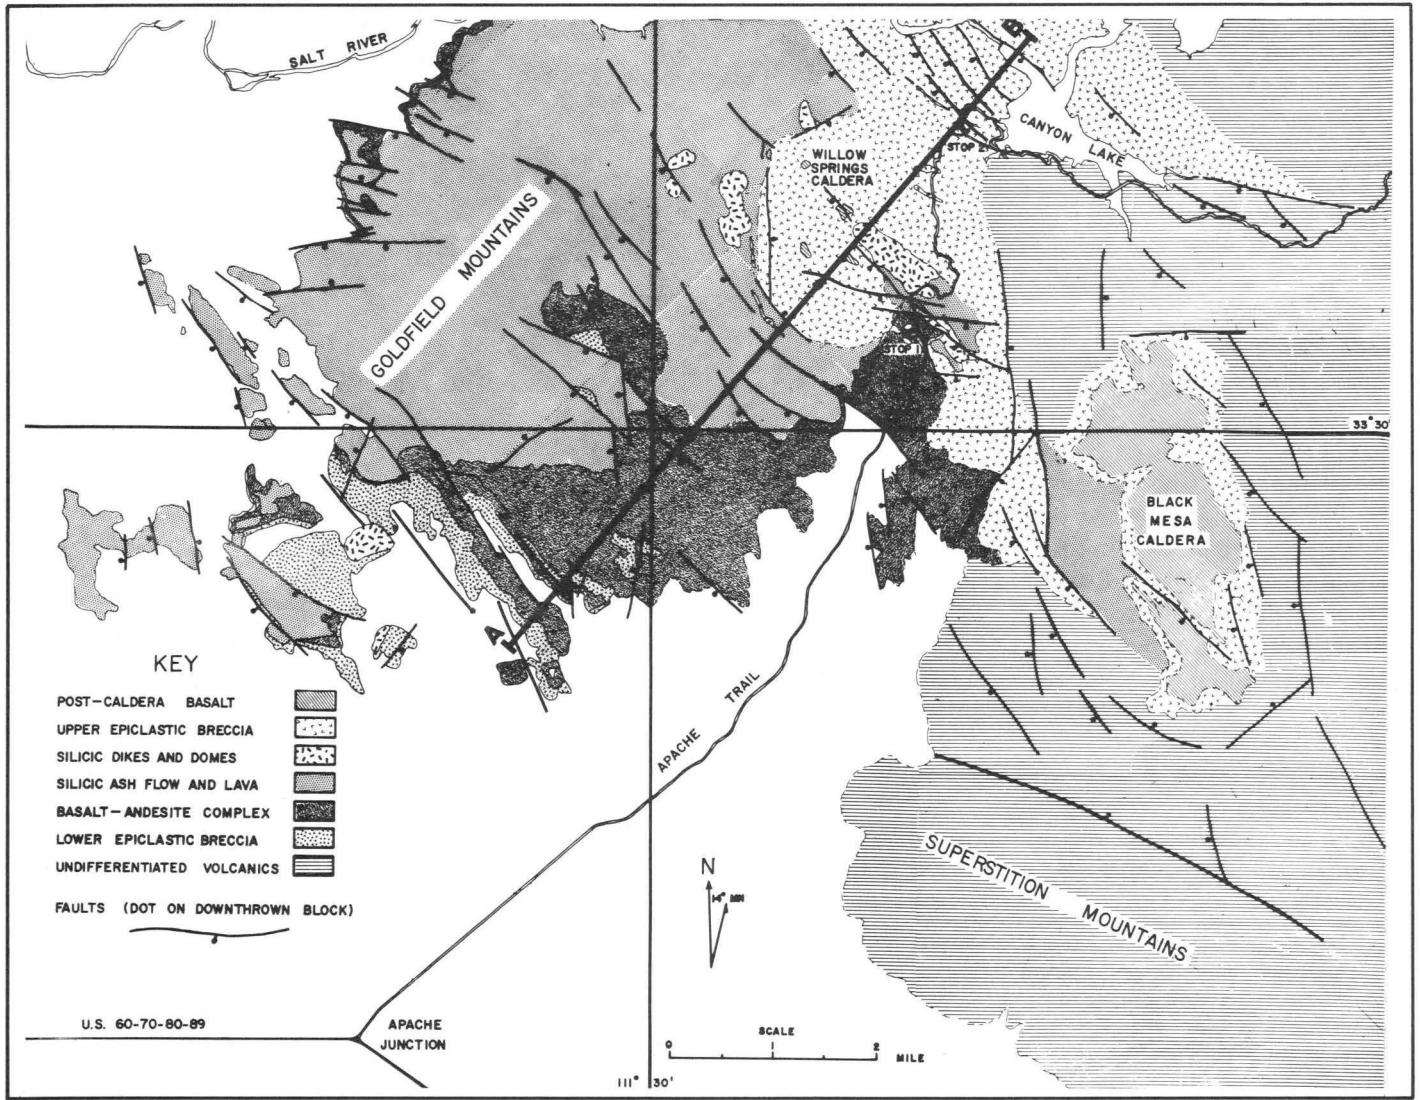 SALT RIVER
B
CANYON LAKE
STOP 2
WILLOW
SPRINGS
CALDERA
GOLDFIELD MOUNTAINS
STOP 1
33° 30'
BLACK
MESA
CALDERA
A
KEY
POST-CALDERA BASALT
UPPER EPICLASTIC BRECCIA
SILICIC DIKES AND DOMES
SILICIC ASH FLOW AND LAVA
BASALT-ANDESITE COMPLEX
LOWER EPICLASTIC BRECCIA
UNDIFFERENTIATED VOLCANICS
FAULTS (DOT ON DOWNTHROWN BLOCK)
APACHE TRAIL
SUPERSTITION MOUNTAINS
N
14° MN
U.S. 60-70-80-89
APACHE
JUNCTION
SCALE
0 1 2
MILE
111° 30'